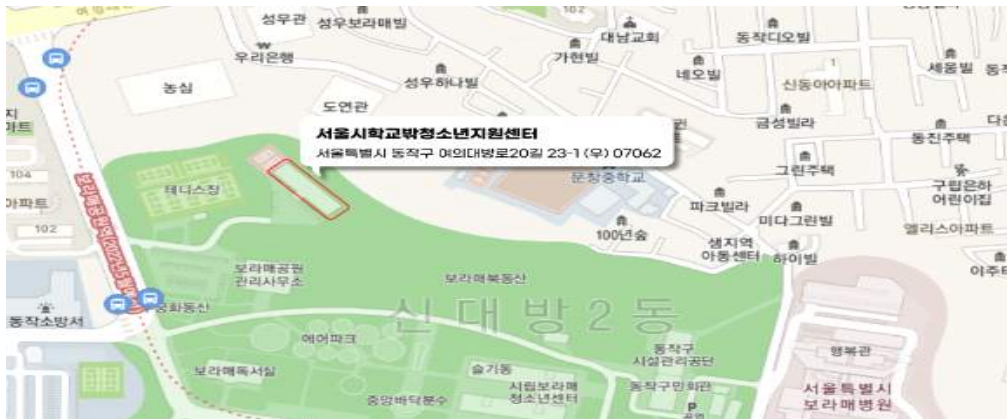 성무관
성우보라매빌
102
대남교회
동작디오빌
우리은행
가현빌
세움빌
네오빌
신동아아파트
농심
성우하나빌
도연관
금성빌라
동진주택
서울시학교밖청소년지원센터
서울특별시 동작구 여의대방로20길 23-1 (우) 07062
104
테니스장
문창중학교
그린주택
구립은하
어린이집
파크빌라
102
100년숲
미다그린빌
엘리스아파트
샘지역
아동센터
하이빌
보라매공원
관리사무소
보라매북동산
신대방2동
동작소방서
에어파크
동작구
시설관리공단
행복관
보라매독서실
슬기동
시립보라매
청소년센터
동작구민회관
중앙바닥분수
P
서울특별시
보라매병원